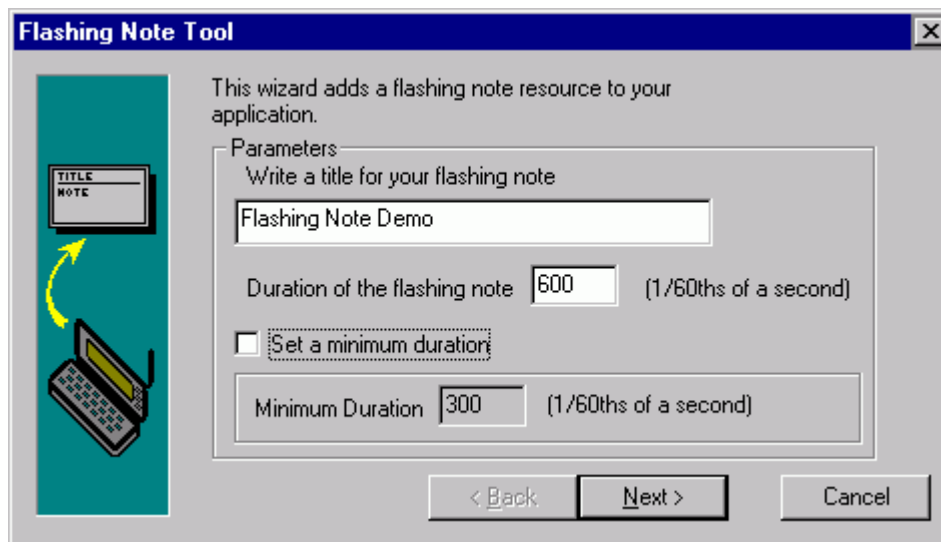 Flashing Note Tool
This wizard adds a flashing note resource to your
application.
TITLE
NOTE
Parameters
Write a title for your flashing note
Flashing Note Demo
Duration of the flashing note 600 (1/60ths of a second)
Set a minimum duration
Minimum Duration 300 (1/60ths of a second)
< Back Next > Cancel